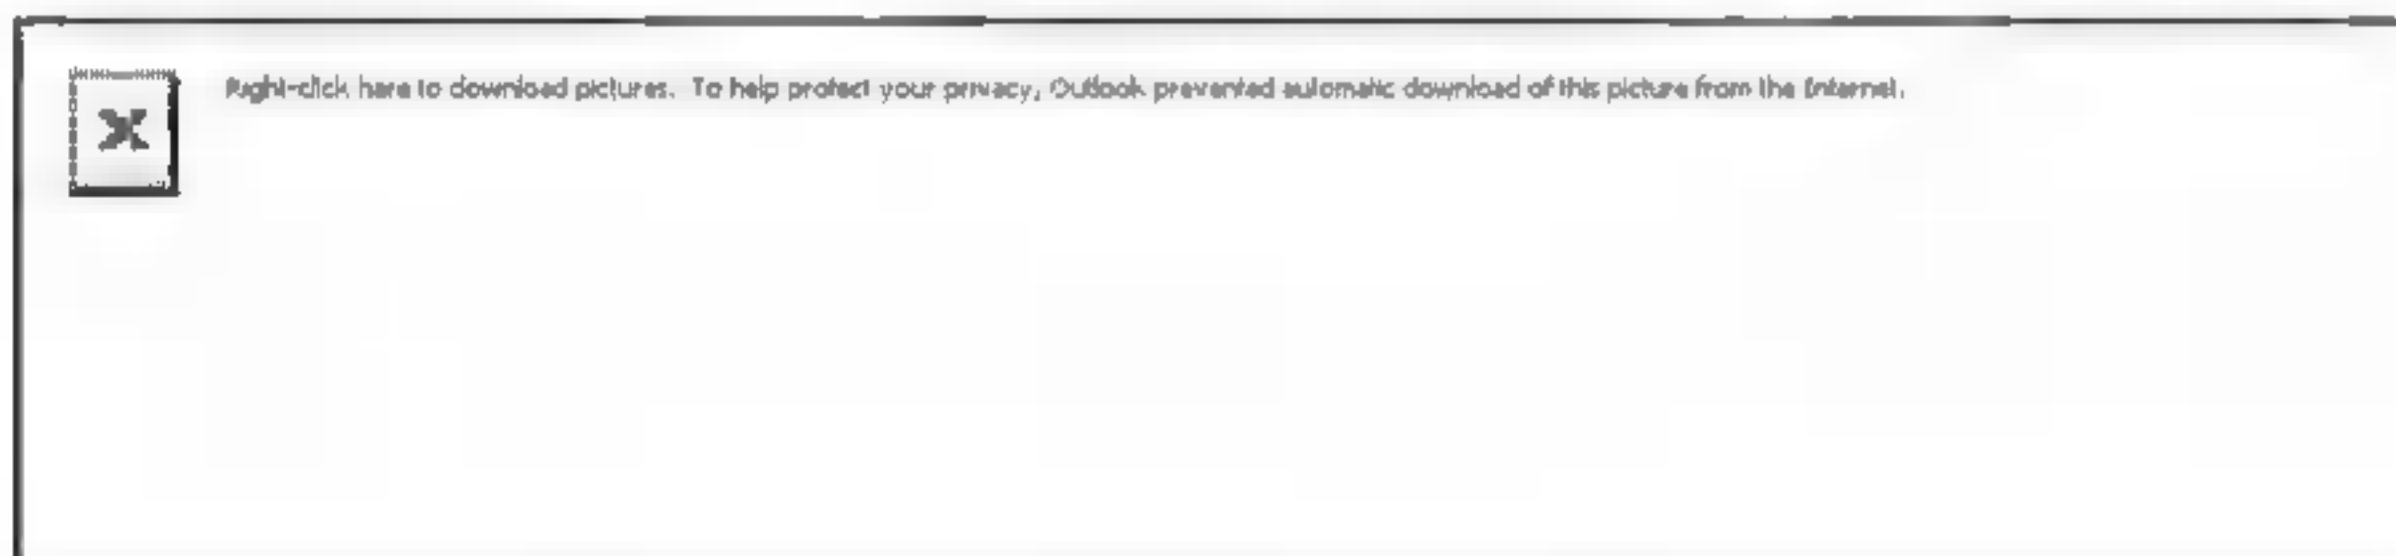 Right-click here to download pictures. To help protect your privacy, Outlook prevented automatic download of this picture from the Internet.